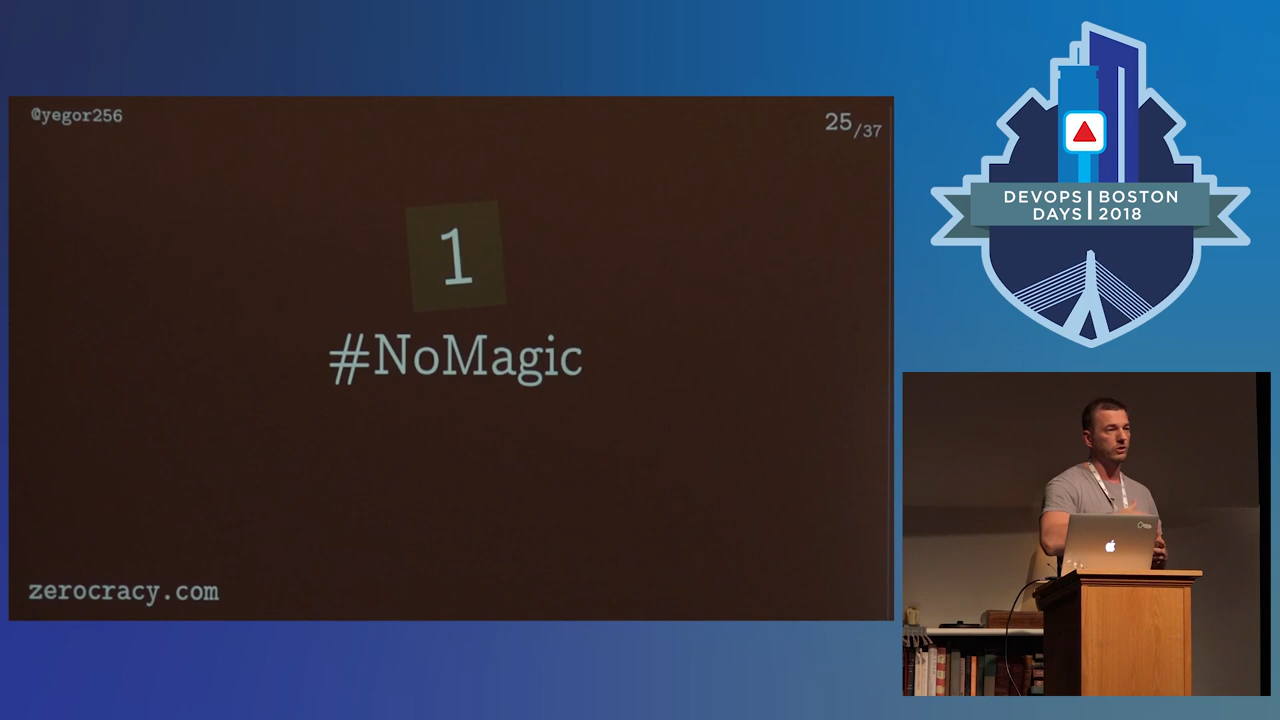 @yegor256
25/37
1
#NoMagic
zerocracy.com
DEVOPS DAYS
BOSTON 2018